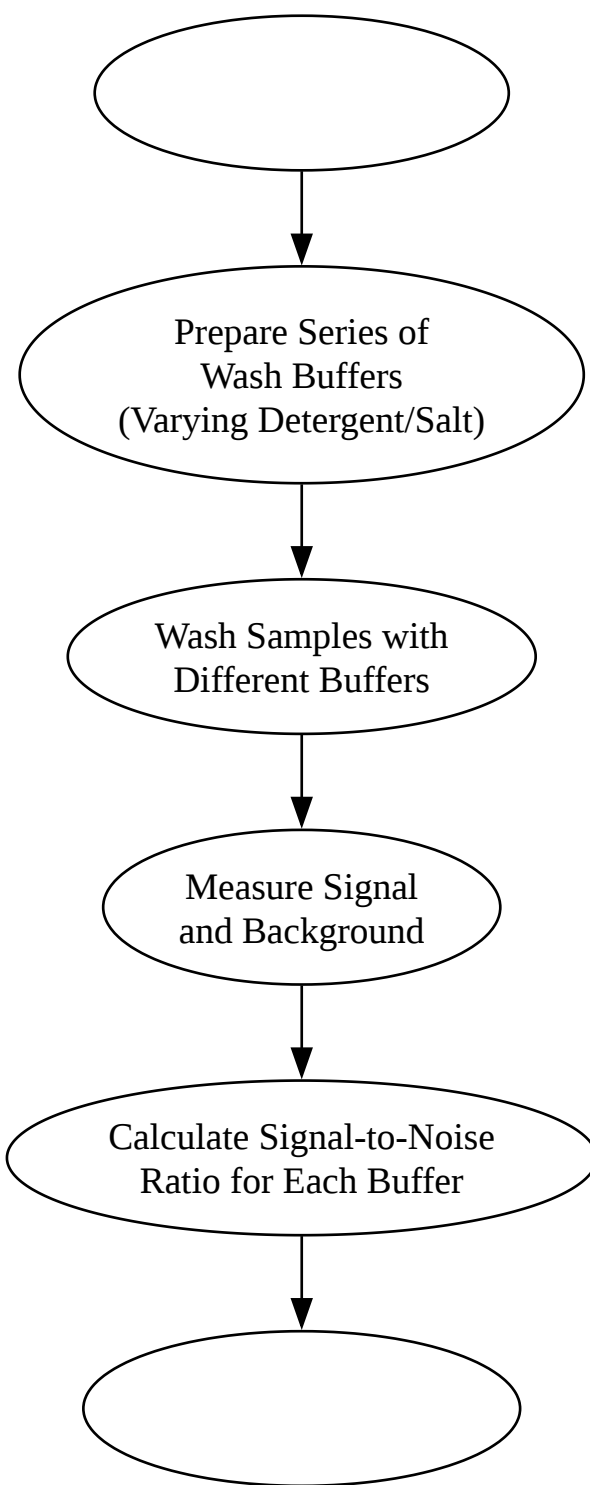 Prepare Series of
Wash Buffers
(Varying Detergent/Salt)
Wash Samples with
Different Buffers
Measure Signal
and Background
Calculate Signal-to-Noise
Ratio for Each Buffer